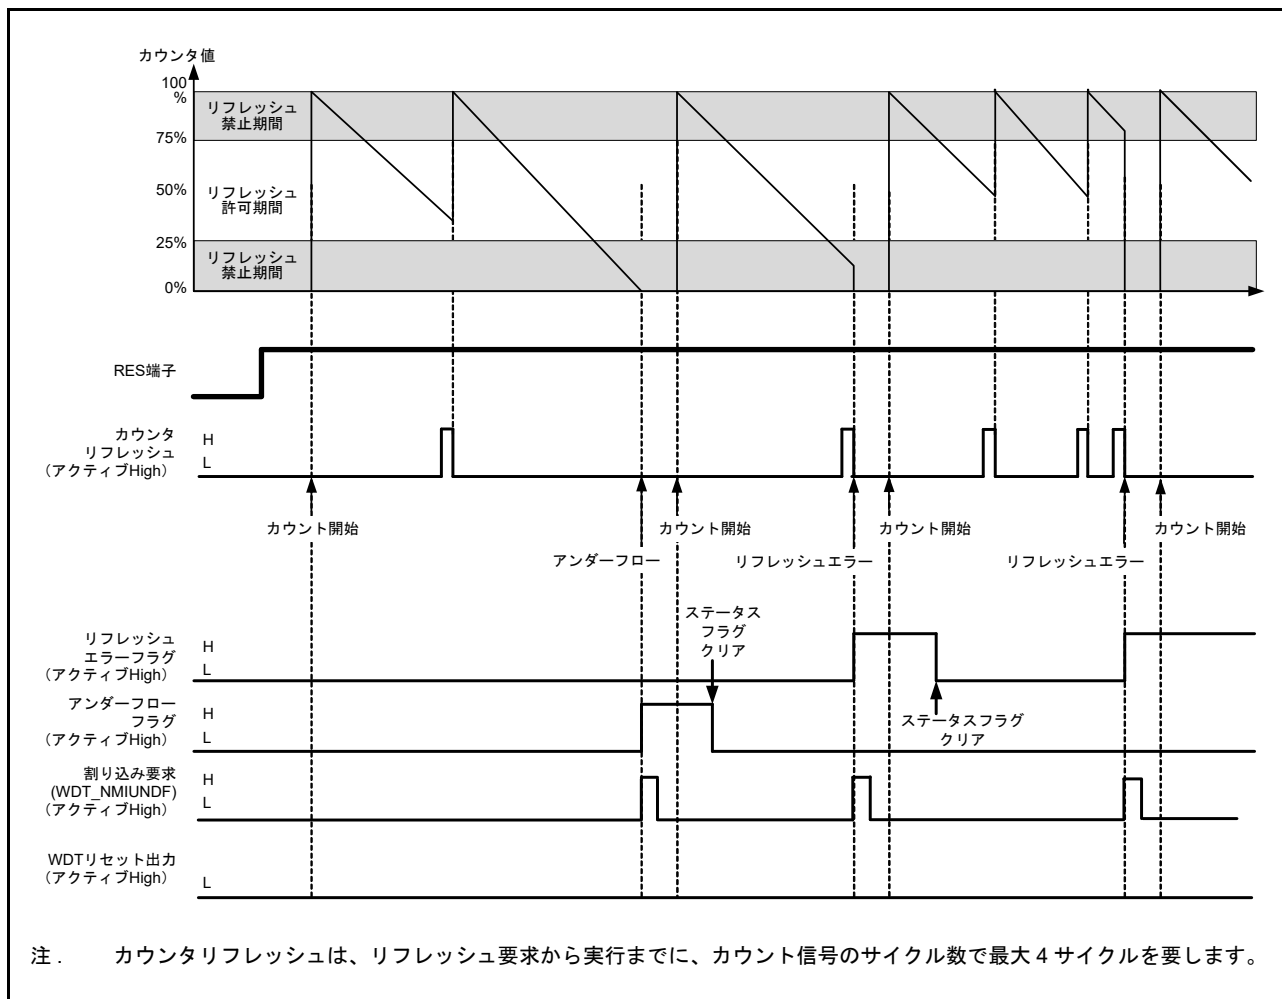 カウンタ値
100
%
リフレッシュ
禁止期間
75%
50%
リフレッシュ
許可期間
25%
リフレッシュ
禁止期間
0%
RES端子
カウンタ
リフレッシュ
（アクティブHigh）
H
L
カウント開始
カウント開始
カウント開始
カウント開始
アンダーフロー
リフレッシュエラー
リフレッシュエラー
ステータス
フラグ
クリア
リフレッシュ
エラーフラグ
（アクティブHigh）
H
L
アンダーフロー
フラグ
（アクティブHigh）
H
L
ステータスフラグ
クリア
割り込み要求
(WDT_NMIUNDF)
（アクティブHigh）
H
L
WDTリセット出力
（アクティブHigh）
L
注 . カウンタリフレッシュは、リフレッシュ要求から実行までに、カウント信号のサイクル数で最大 4 サイクルを要します。